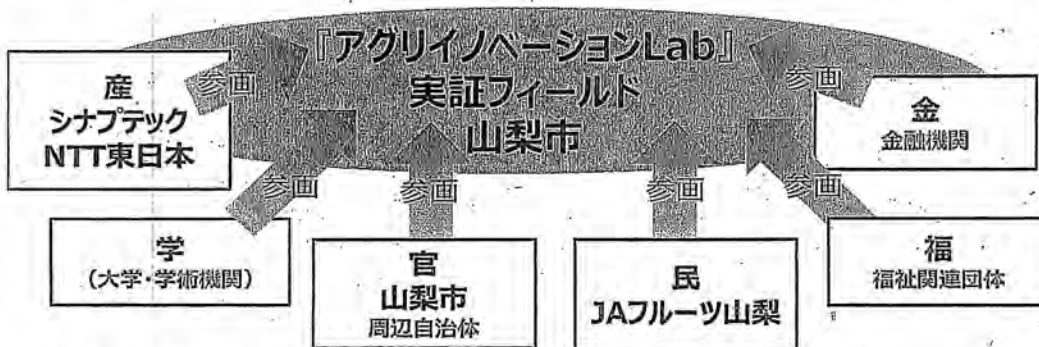 『アグリイノベーションLab』
実証フィールド
山梨市
産
シナプテック
NTT東日本
参画
学
(大学・学術機関)
参画
官
山梨市
周辺自治体
参画
民
JAフルーツ山梨
参画
福
福祉関連団体
参画
金
金融機関
参画